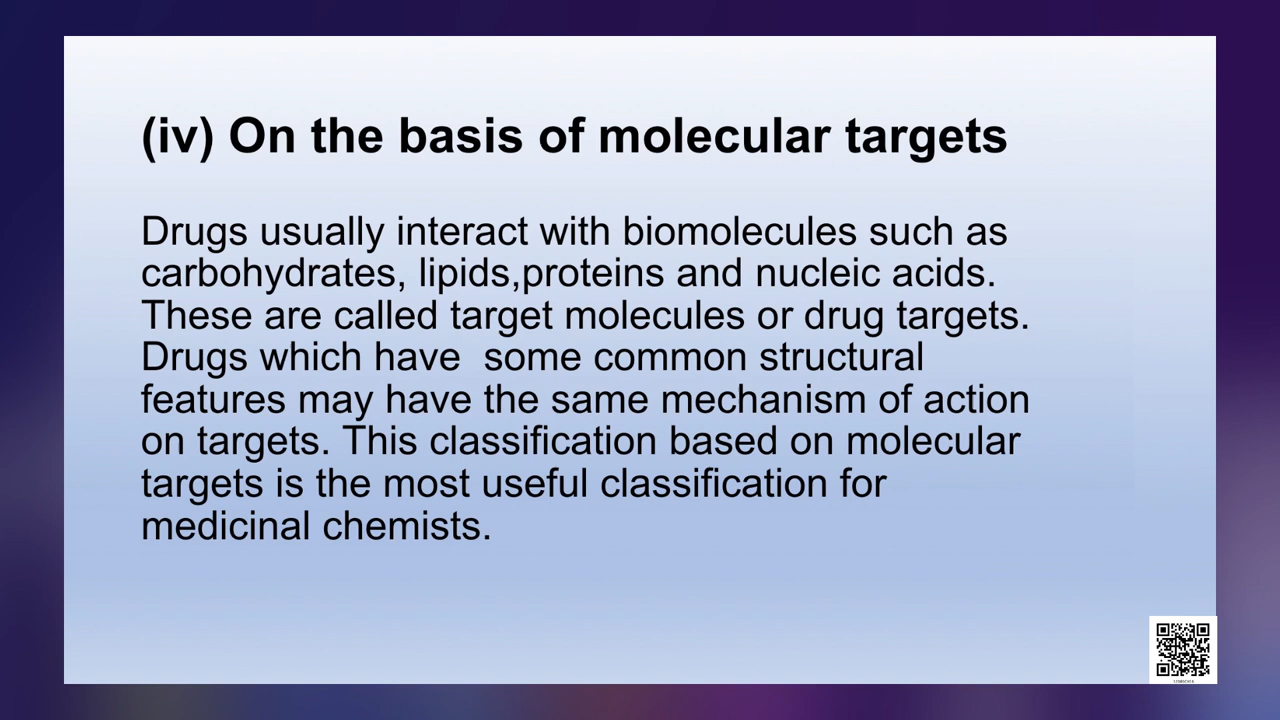 (iv) On the basis of molecular targets
Drugs usually interact with biomolecules such as
carbohydrates, lipids,proteins and nucleic acids.
These are called target molecules or drug targets.
Drugs which have  some common structural
features may have the same mechanism of action
on targets. This classification based on molecular
targets is the most useful classification for
medicinal chemists.